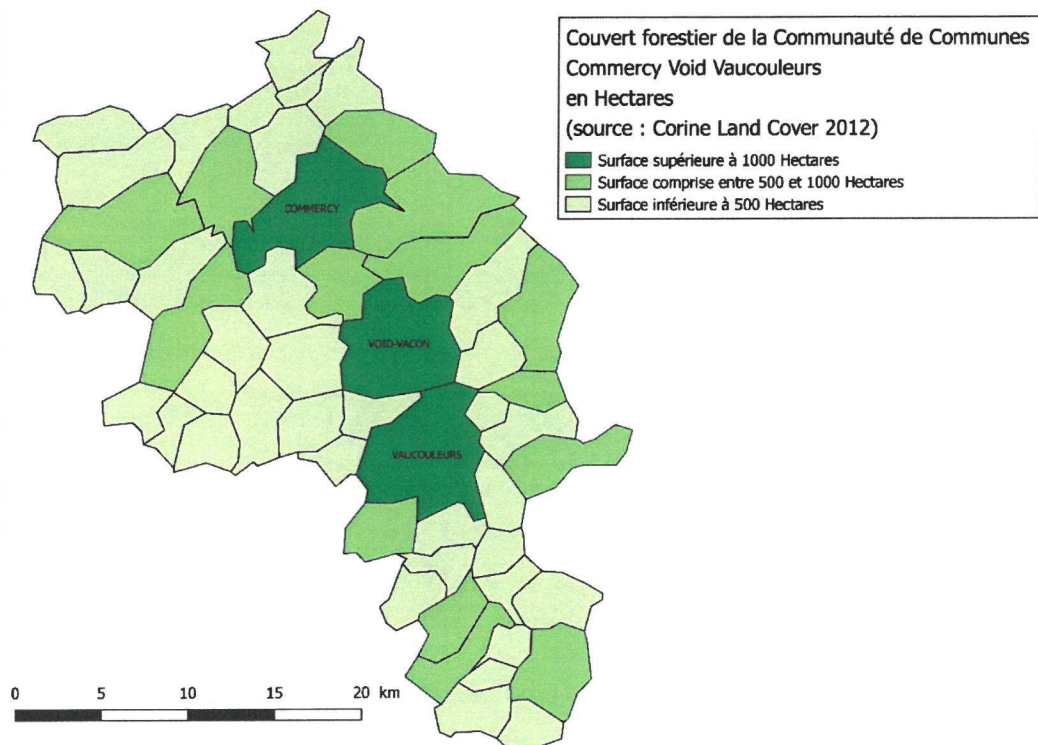 Couvert forestier de la Communauté de Communes
Commercy Void Vaucouleurs
en Hectares
(source : Corine Land Cover 2012)
Surface supérieure à 1000 Hectares
Surface comprise entre 500 et 1000 Hectares
Surface inférieure à 500 Hectares
COMMERCY
VOID-VACON
VAUCOULEURS
0 5 10 15 20 km